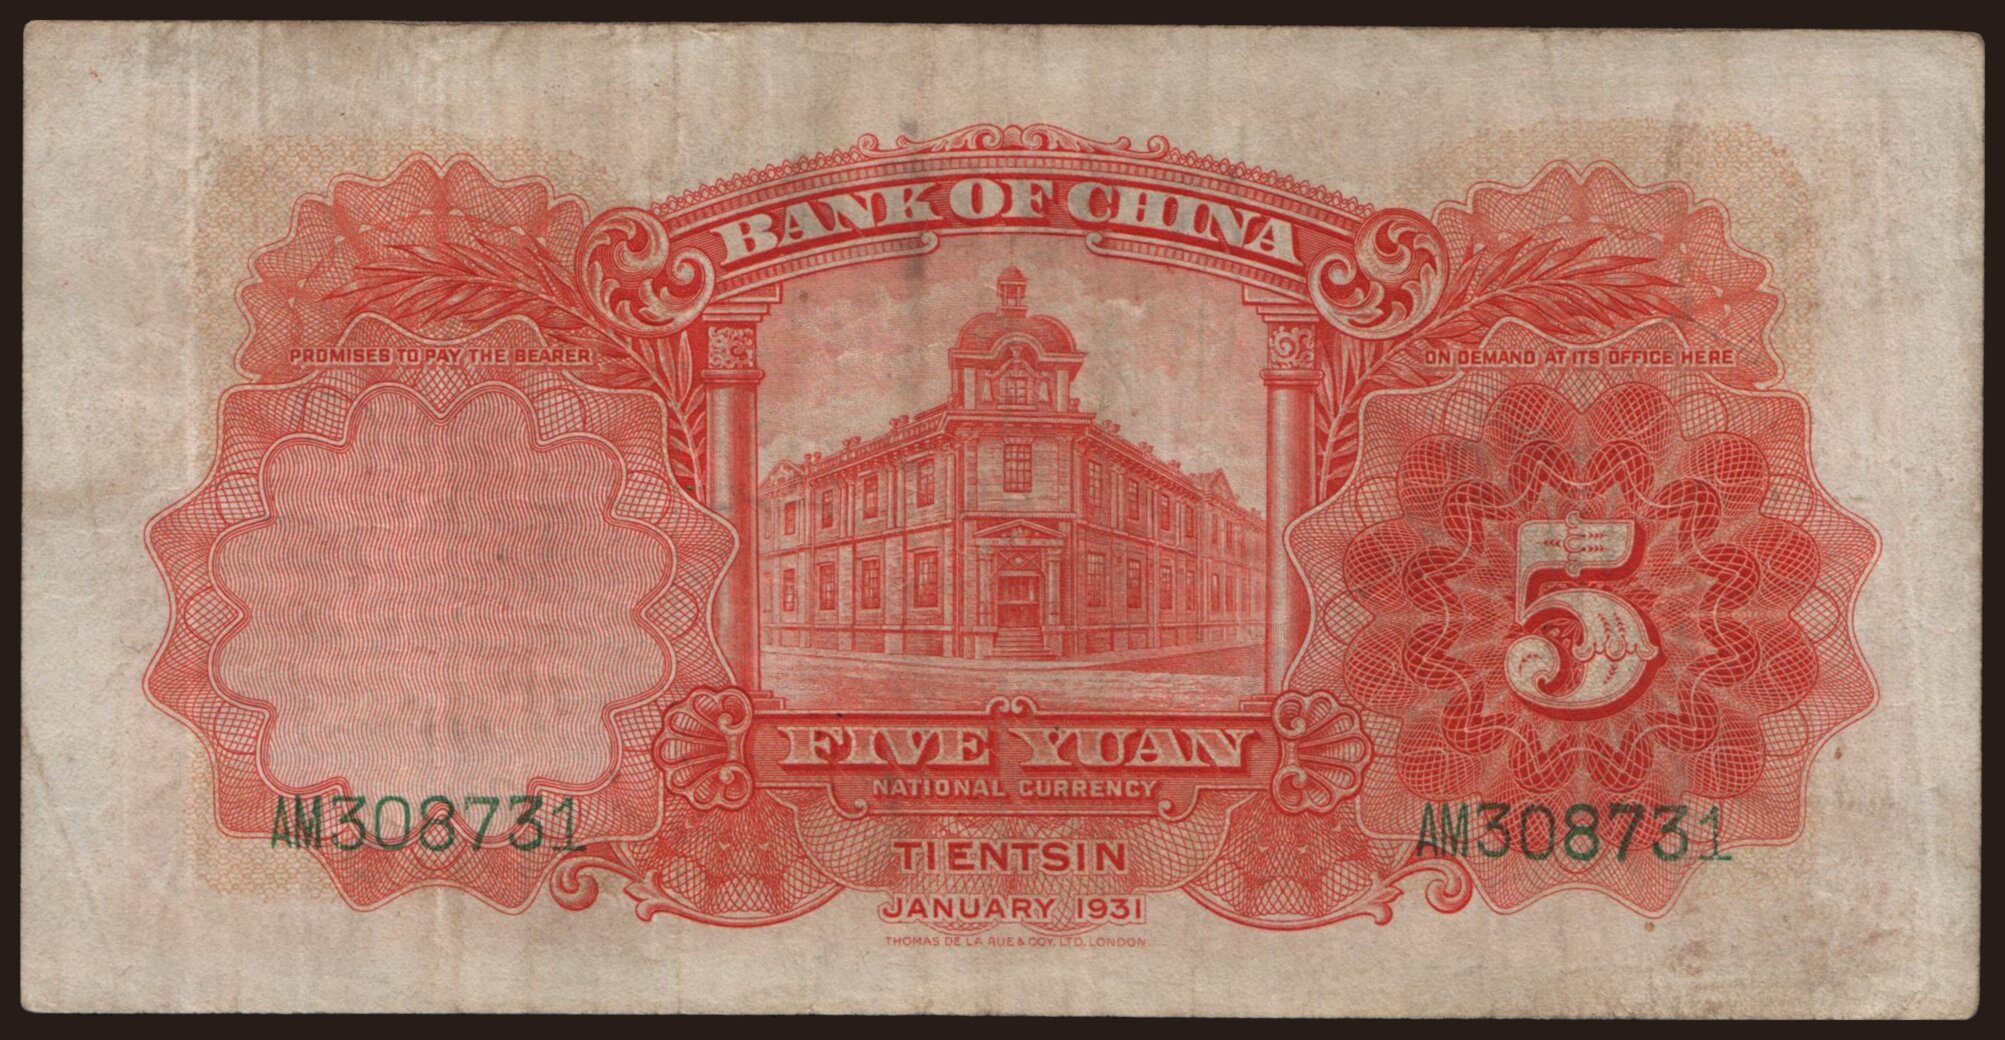 BANK OF CHINA
PROMISES TO PAY THE BEARER
ON DEMAND AT ITS OFFICE HERE
5
FIVE YUAN
NATIONAL CURRENCY
AM308731
AM308731
TIENTSIN
JANUARY 1931
THOMAS DE LA RUE & COY. LTD. LONDON